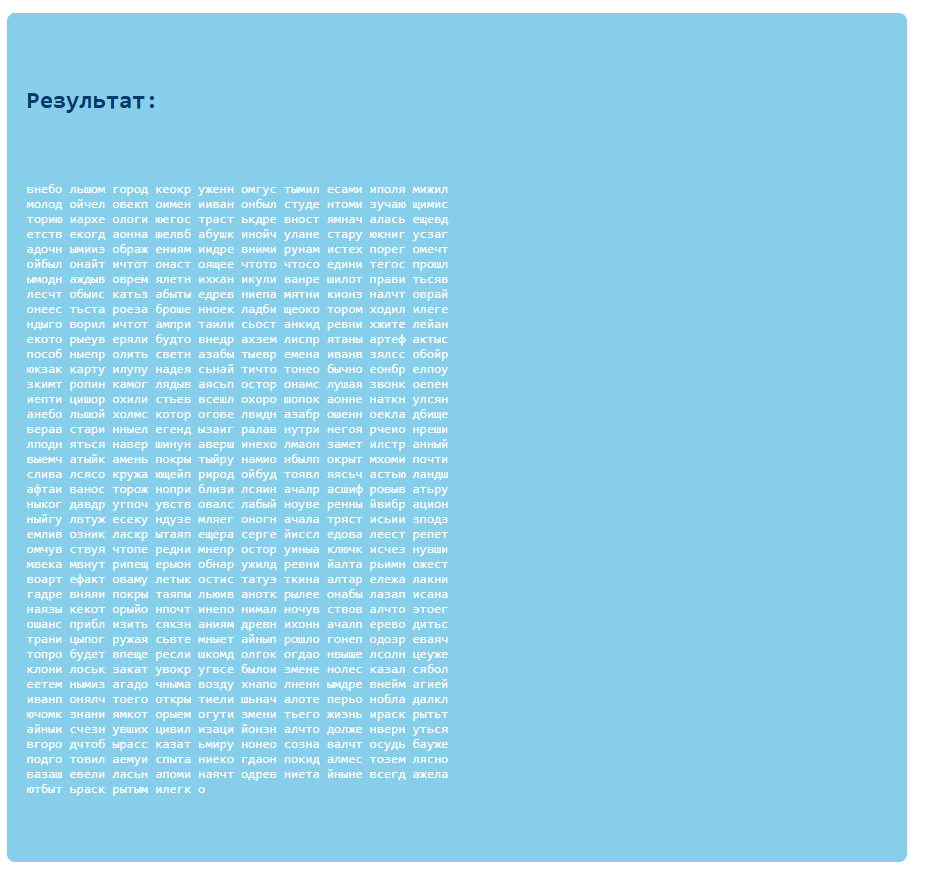 Результат:
внебо льшом город кеокр уженн омгус тымил есами иполя мижил
молод ойчел овекп оимен ииван онбыл студе нтоми зучаю щимис
торию иархе ологи юегос траст ькдре вност ямнач алась ещевд
етств екогд аонна шелвб абушк инойч улане стару юкниг усзаг
адочн ымииз ображ ениям иидре вними рунам истех порег омечт
ойбыл онайт ичтот онаст оящее чтото чтосо едини тегос прошл
ымодн аждыв оврем ялетн ихкан икули ванре шилот прави тьсяв
лесчт обыис катьз абыты едрев ниепа мятни кионз налчт оврай
онеес тьста роеза броше нноек ладби щеоко тором ходил илеге
ндыго ворил ичтот ампри таили сьост анкид ревни хжите лейан
екото рыеув еряли будто внедр ахзем лиспр ятаны артеф актыс
пособ ныепр олить светн азабы тыевр емена иванв зялсс обойр
юкзак карту илупу надея сьнай тичто тонео бычно еонбр елпоу
зкимт ропин камог лядыв аясьп остор онамс лушая звонк оепен
иепти цишор охили стьев всешл охоро шопок аонне наткн улсян
анебо льшой холмс котор огове лвидн азабр ошенн оекла дбище
верав стари нныел егенд ызаиг ралав нутри негоя рчеио нреши
лподн яться навер шинун аверш инехо лмаон замет илстр анный
выемч атыйк амень покры тыйру намио нбылп окрыт мхоми почти
слива лсясо кружа ющейп рирод ойбуд тоявл яясьч астью ландш
афтаи ванос торож нопри близи лсяин ачалр асшиф ровыв атьру
ныког давдр угпоч увств овалс лабый ноуве ренны йвибр ацион
ныйгу лвтуж есеку ндузе мляег оногн ачала тряст исьии зподз
емлив озник ласкр ытаяп ещера серге йиссл едова леест репет
омчув ствуя чтопе редни мнепр остор уиныа ключк исчез нувши
мвека мвнут рипещ ерыон обнар ужилд ревни йалта рьимн ожест
воарт ефакт оваму летык остис татуэ ткина алтар ележа лакни
гадре вняяи покры таяпы льюив анотк рылее онабы лазап исана
наязы кекот орыйо нпочт инепо нимал ночув ствов алчто этоег
ошанс прибл изить сякзн аниям древн ихонн ачалп ерево дитьс
трани цыпог ружая сьвте мныет айнып рошло гонеп одозр еваяч
топро будет впеще ресли шкомд олгок огдао нвыше лсолн цеуже
клони лоськ закат увокр угвсе былои змене нолес казал сябол
еетем нымиз агадо чныма возду хнапо лненн ымдре внейм агией
иванп онялч тоего откры тиели шьнач алоте перьо нобла далкл
ючомк знани ямкот орыем огути змени тьего жизнь ираск рытьт
айныи счезн увших цивил изаци йонзн алчто долже нверн уться
вгоро дчтоб ырасс казат ьмиру нонео созна валчт осудь бауже
подго товил аемуи спыта ниеко гдаон покид алмес тозем лясно
вазаш евели ласьн апоми наячт одрев ниета йныне всегд ажела
ютбыт ьраск рытым илегк о